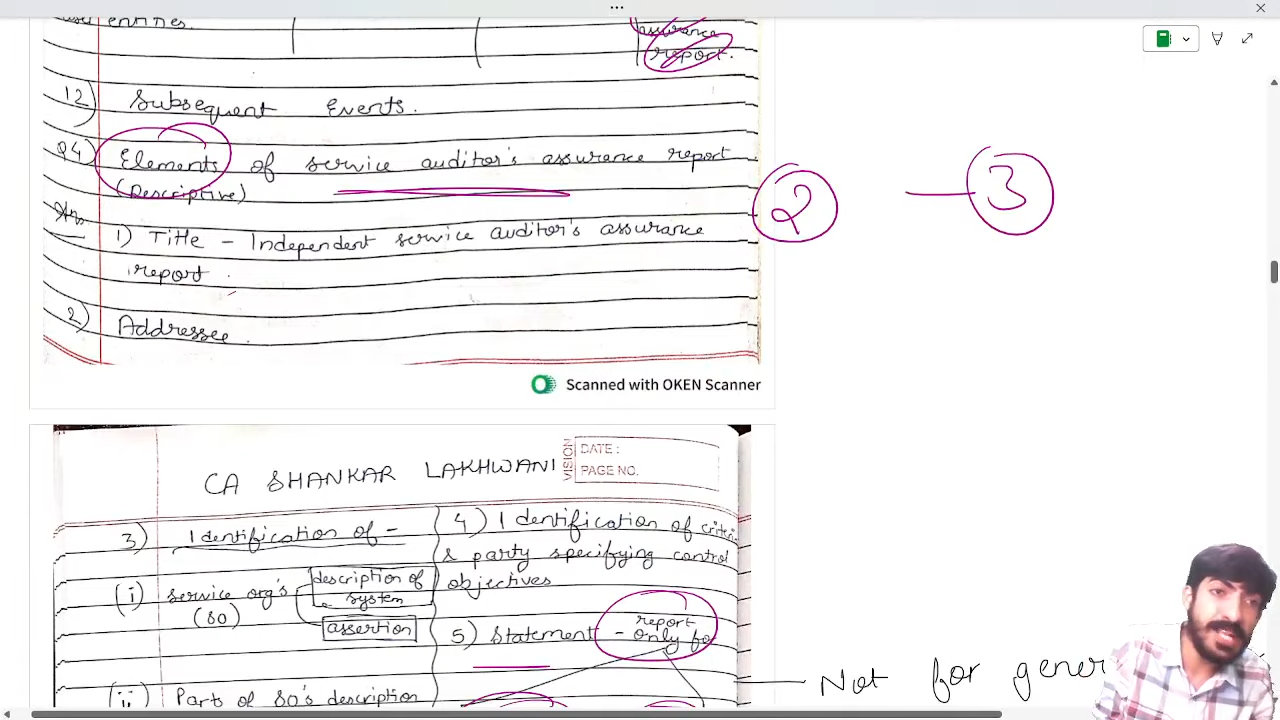 entities.
assurance
report.
12) Subsequent Events.
Q4) Elements of service auditor's assurance report
(Descriptive)
Ans.
1) Title - Independent service auditor's assurance
report.
2) Addressee.
2
3
Scanned with OKEN Scanner
CA SHANKAR LAKHWANI
VISION
DATE :
PAGE NO.
3) Identification of -
(i) service org's
(SO)
description of
system
assertion
(ii) Parts of SO's description
4) Identification of
& party specifying control
objectives
5) Statement - report
only fo
Not for gener